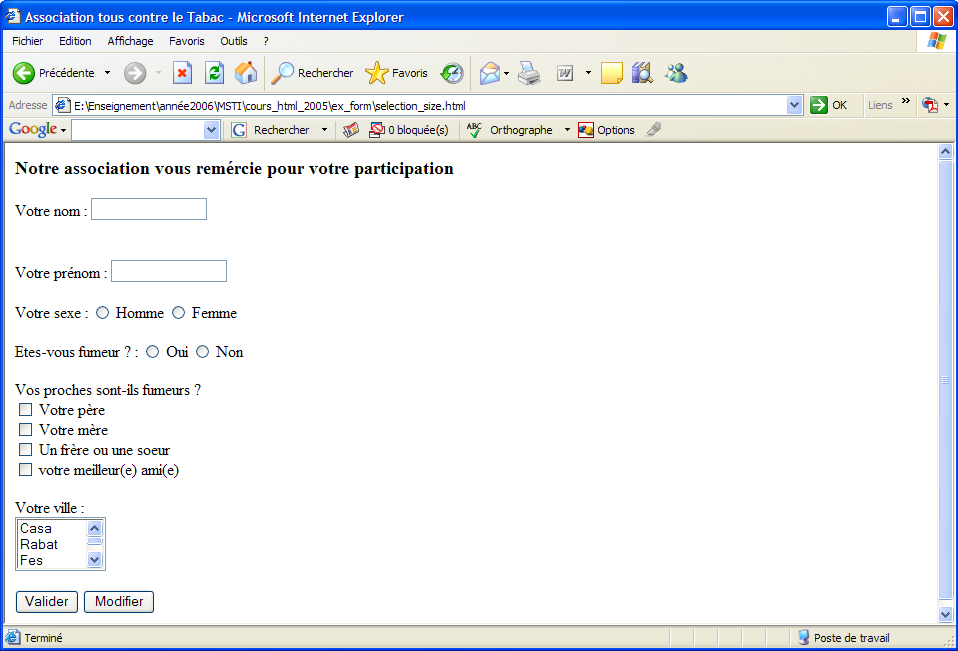 Association tous contre le Tabac - Microsoft Internet Explorer
Fichier Edition Affichage Favoris Outils ?
Précédente Rechercher Favoris W
Adresse E:\Enseignement\année2006\MSTI\cours_html_2005\ex_form\selection_size.html OK Liens »
Google G Rechercher 0 bloquée(s) ABC Orthographe Options
Notre association vous remércie pour votre participation
Votre nom :
Votre prénom :
Votre sexe : Homme Femme
Etes-vous fumeur ? : Oui Non
Vos proches sont-ils fumeurs ?
Votre père
Votre mère
Un frère ou une soeur
votre meilleur(e) ami(e)
Votre ville :
Casa
Rabat
Fes
Valider Modifier
Terminé Poste de travail